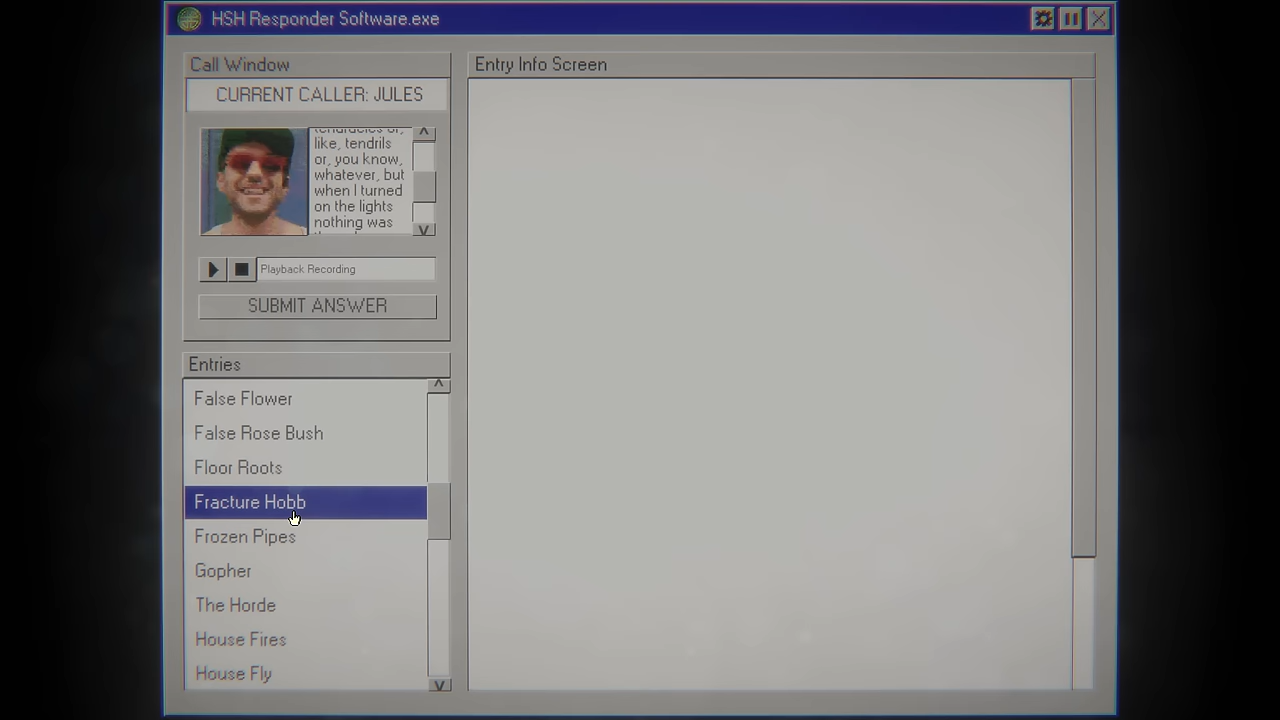 HSH Responder Software.exe
Call Window
CURRENT CALLER: JULES
like, tendrils
or, you know,
whatever, but
when I turned
on the lights
nothing was
Playback Recording
SUBMIT ANSWER
Entries
False Flower
False Rose Bush
Floor Roots
Fracture Hobb
Frozen Pipes
Gopher
The Horde
House Fires
House Fly
Entry Info Screen